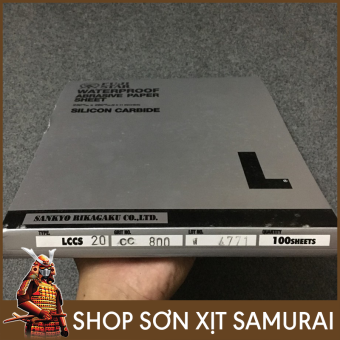 WATERPROOF
ABRASIVE PAPER
SHEET
SILICON CARBIDE
L
SANKYO RIKAGAKU CO.,LTD.
TYPE. GRIT NO. LOT NO. QUANTITY
LCCS 20 CC 800 4771 100SHEETS
SHOP SƠN XỊT SAMURAI